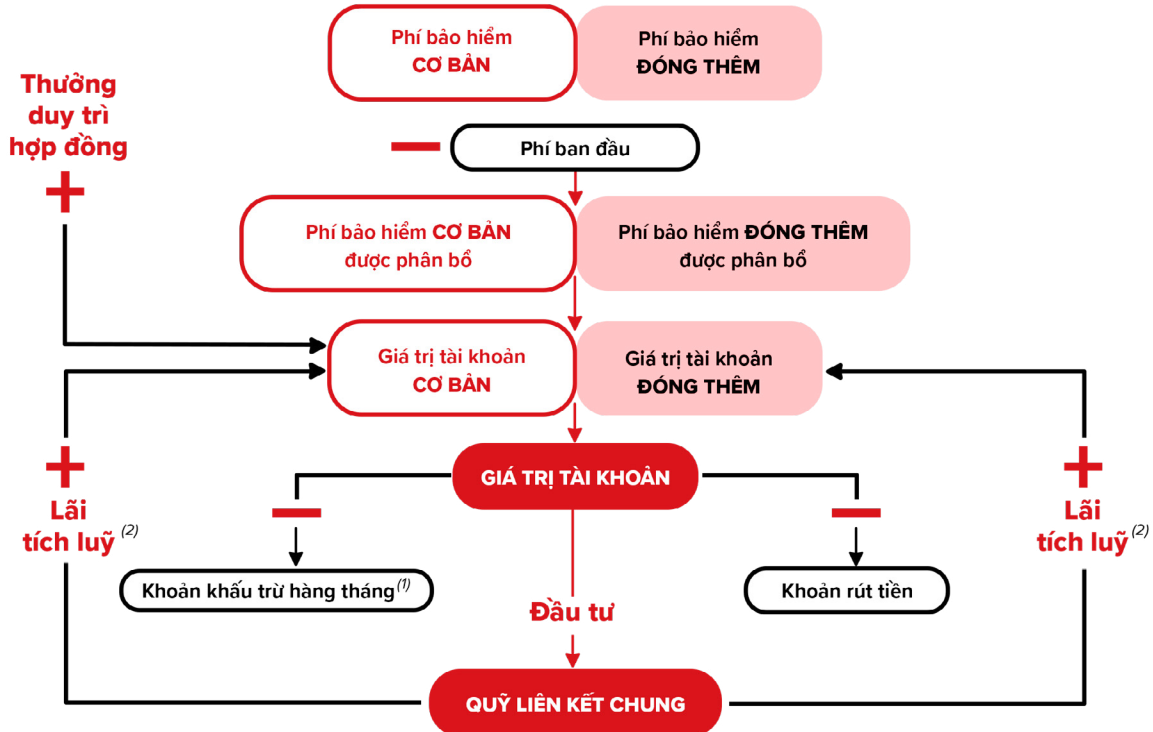 Phí bảo hiểm
CƠ BẢN
Phí bảo hiểm
ĐÓNG THÊM
Thưởng
duy trì
hợp đồng
Phí ban đầu
Phí bảo hiểm CƠ BẢN
được phân bổ
Phí bảo hiểm ĐÓNG THÊM
được phân bổ
Giá trị tài khoản
CƠ BẢN
Giá trị tài khoản
ĐÓNG THÊM
GIÁ TRỊ TÀI KHOẢN
Lãi
tích luỹ (2)
Lãi
tích luỹ (2)
Khoản khấu trừ hàng tháng(1)
Khoản rút tiền
Đầu tư
QUỸ LIÊN KẾT CHUNG